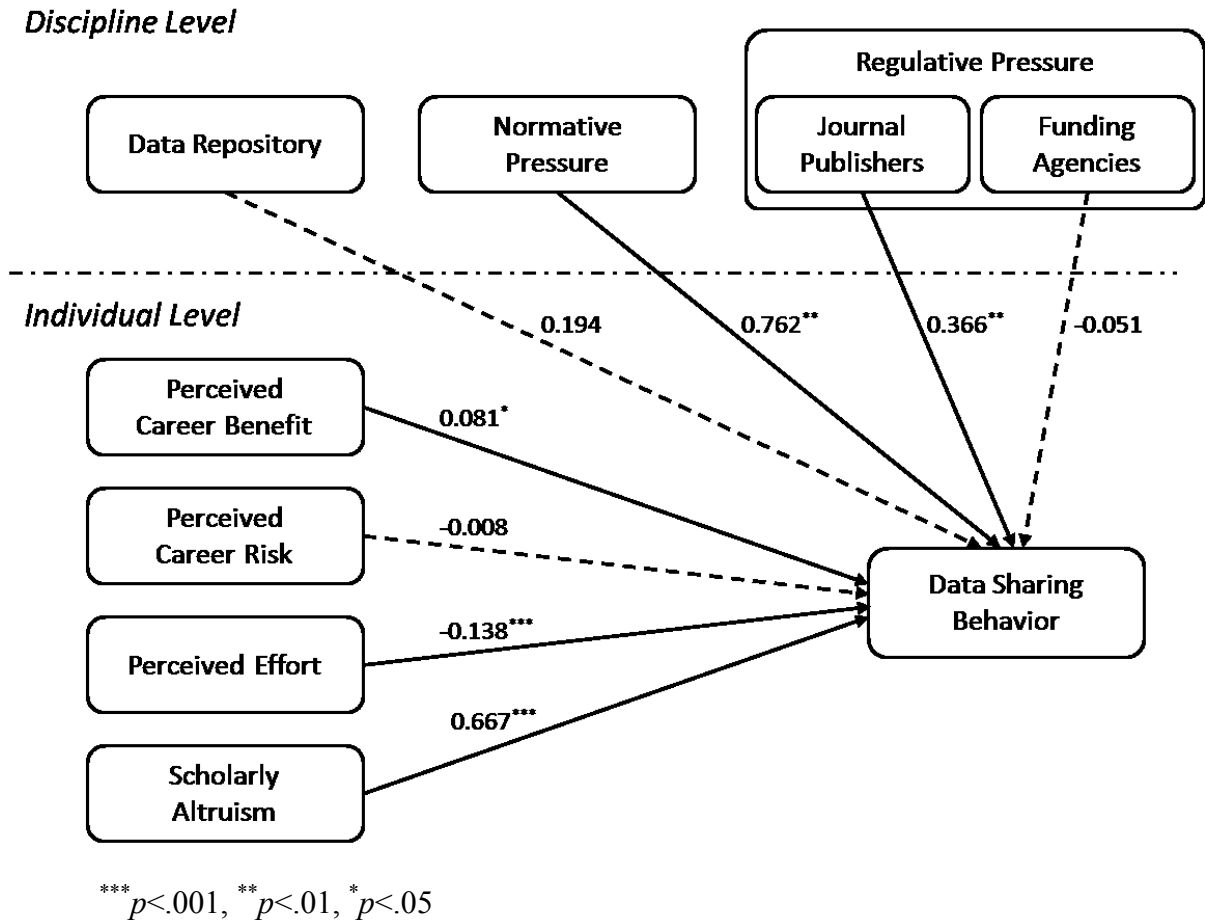 Discipline Level
Regulative Pressure
Data Repository
Normative
Pressure
Journal
Publishers
Funding
Agencies
Individual Level
0.194
0.762**
0.366**
-0.051
Perceived
Career Benefit
0.081*
Perceived
Career Risk
-0.008
Data Sharing
Behavior
Perceived Effort
-0.138***
Scholarly
Altruism
0.667***
***p<.001, **p<.01, *p<.05